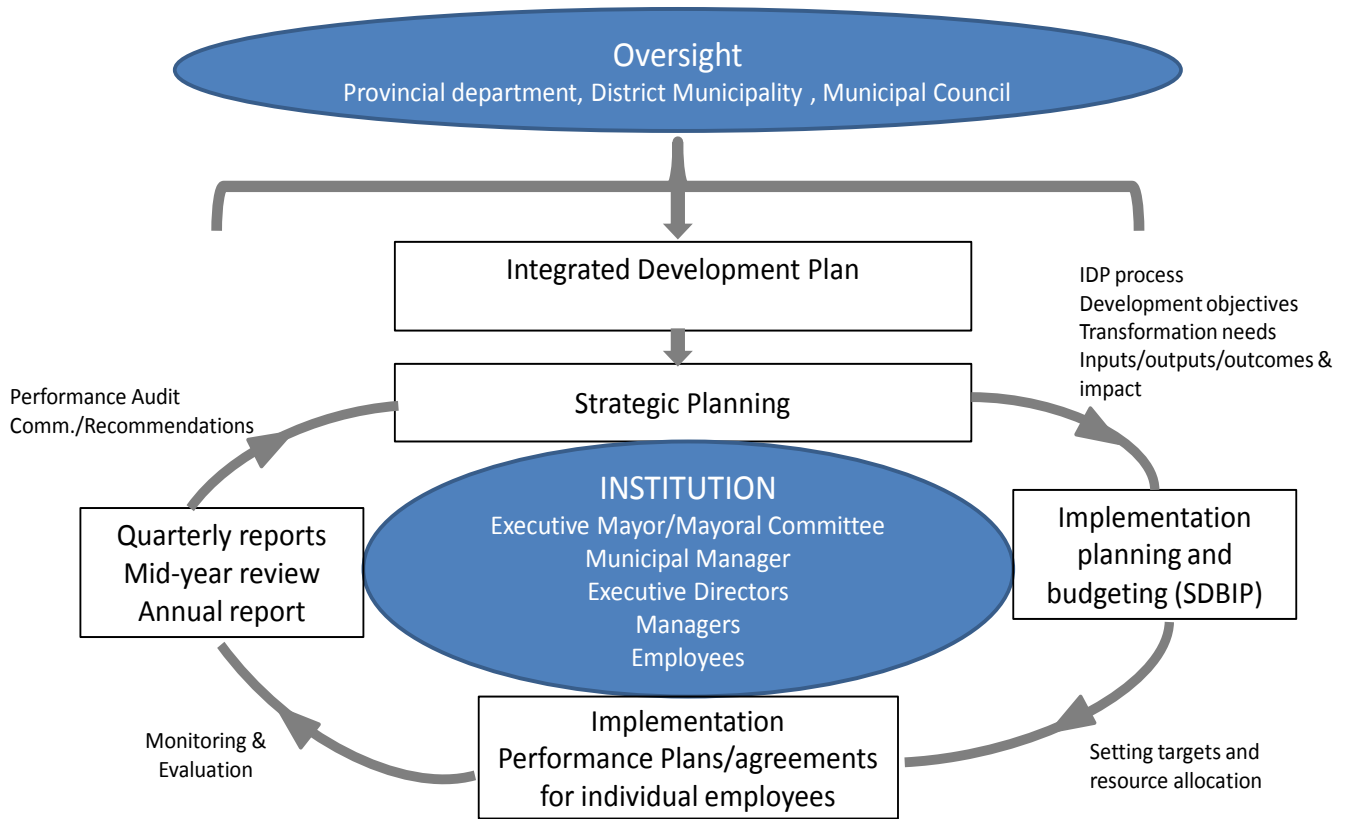 Oversight
Provincial department, District Municipality , Municipal Council
Integrated Development Plan
IDP process
Development objectives
Transformation needs
Inputs/outputs/outcomes &
impact
Strategic Planning
Performance Audit
Comm./Recommendations
INSTITUTION
Executive Mayor/Mayoral Committee
Municipal Manager
Executive Directors
Managers
Employees
Implementation
planning and
budgeting (SDBIP)
Quarterly reports
Mid-year review
Annual report
Implementation
Performance Plans/agreements
for individual employees
Setting targets and
resource allocation
Monitoring &
Evaluation